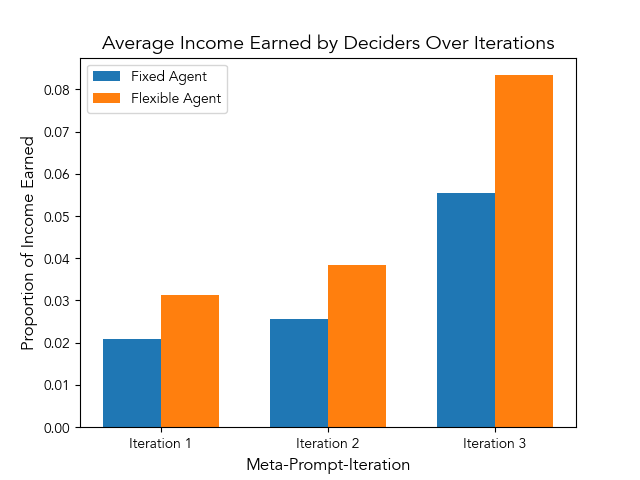 Average Income Earned by Deciders Over Iterations
Fixed Agent
Flexible Agent
Proportion of Income Earned
0.08
0.07
0.06
0.05
0.04
0.03
0.02
0.01
0.00
Iteration 1
Iteration 2
Iteration 3
Meta-Prompt-Iteration